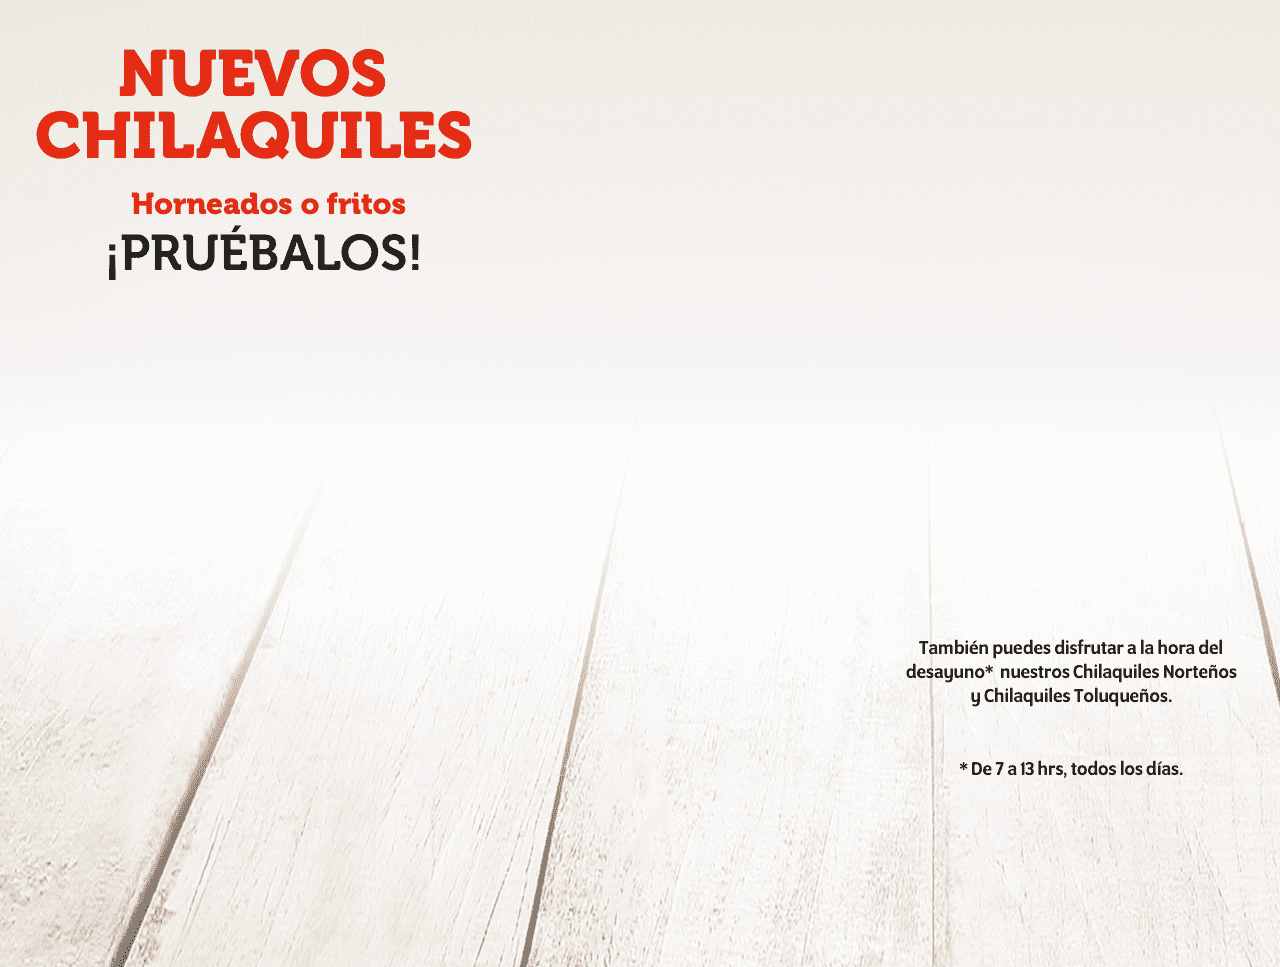 NUEVOS
CHILAQUILES
Horneados o fritos
¡PRUÉBALOS!
También puedes disfrutar a la hora del
desayuno* nuestros Chilaquiles Norteños
y Chilaquiles Toluqueños.
* De 7 a 13 hrs, todos los días.